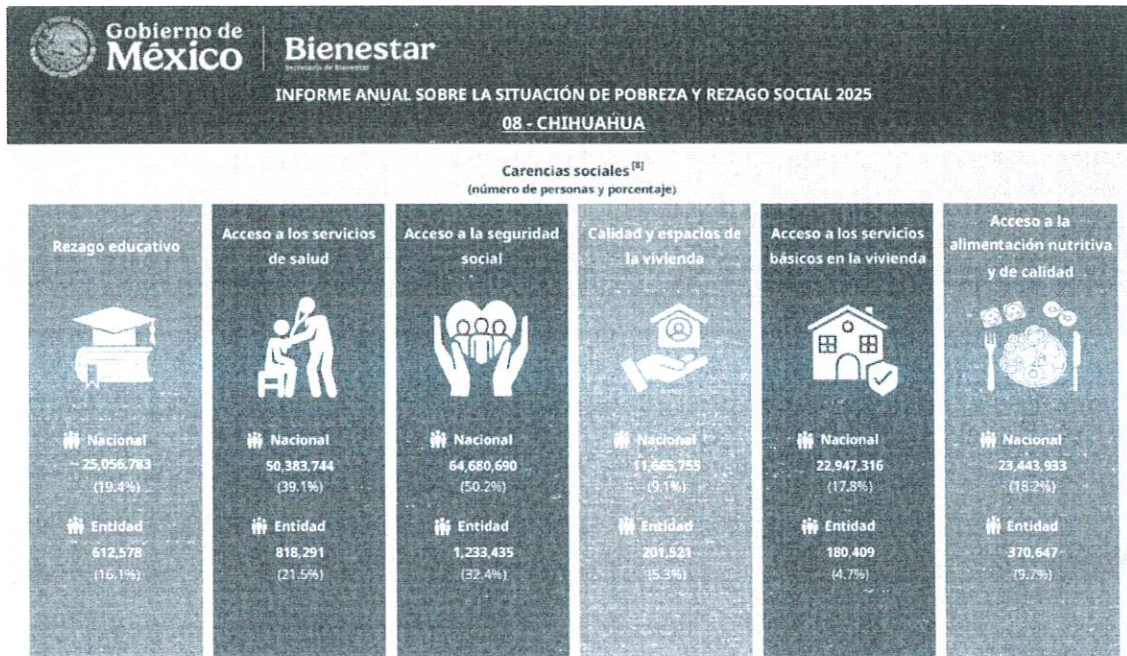 Gobierno de
México
Bienestar
Secretaría de Bienestar
INFORME ANUAL SOBRE LA SITUACIÓN DE POBREZA Y REZAGO SOCIAL 2025
08 - CHIHUAHUA
Carencias sociales [8]
(número de personas y porcentaje)
Rezago educativo
Nacional
25,056,783
(19.4%)
Entidad
612,578
(16.1%)
Acceso a los servicios
de salud
Nacional
50,383,744
(39.1%)
Entidad
818,291
(21.5%)
Acceso a la seguridad
social
Nacional
64,680,690
(50.2%)
Entidad
1,233,435
(32.4%)
Calidad y espacios de
la vivienda
Nacional
11,665,755
(9.1%)
Entidad
201,521
(5.3%)
Acceso a los servicios
básicos en la vivienda
Nacional
22,947,316
(17.8%)
Entidad
180,409
(4.7%)
Acceso a la
alimentación nutritiva
y de calidad
Nacional
23,443,933
(18.2%)
Entidad
370,647
(9.7%)